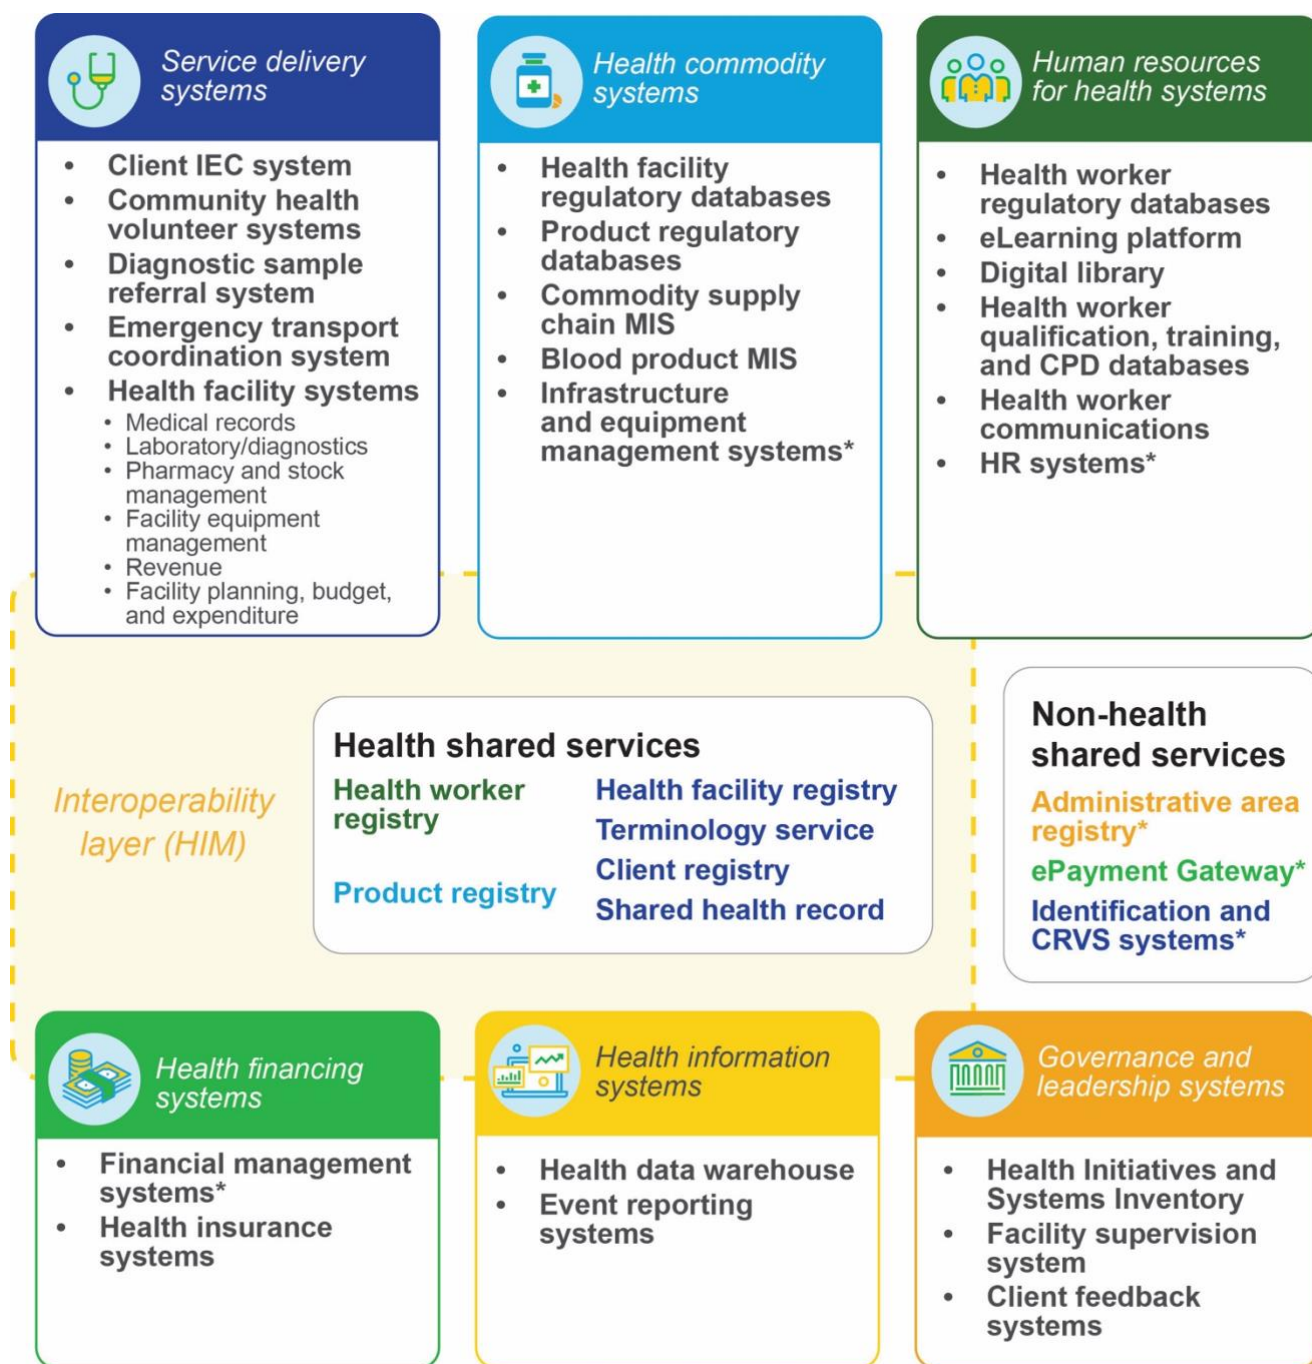 Service delivery
systems
• Client IEC system
• Community health
volunteer systems
• Diagnostic sample
referral system
• Emergency transport
coordination system
• Health facility systems
• Medical records
• Laboratory/diagnostics
• Pharmacy and stock
management
• Facility equipment
management
• Revenue
• Facility planning, budget,
and expenditure
Health commodity
systems
• Health facility
regulatory databases
• Product regulatory
databases
• Commodity supply
chain MIS
• Blood product MIS
• Infrastructure
and equipment
management systems*
Human resources
for health systems
• Health worker
regulatory databases
• eLearning platform
• Digital library
• Health worker
qualification, training,
and CPD databases
• Health worker
communications
• HR systems*
Interoperability
layer (HIM)
Health shared services
Health worker
registry
Product registry
Health facility registry
Terminology service
Client registry
Shared health record
Non-health
shared services
Administrative area
registry*
ePayment Gateway*
Identification and
CRVS systems*
Health financing
systems
• Financial management
systems*
• Health insurance
systems
Health information
systems
• Health data warehouse
• Event reporting
systems
Governance and
leadership systems
• Health Initiatives and
Systems Inventory
• Facility supervision
system
• Client feedback
systems